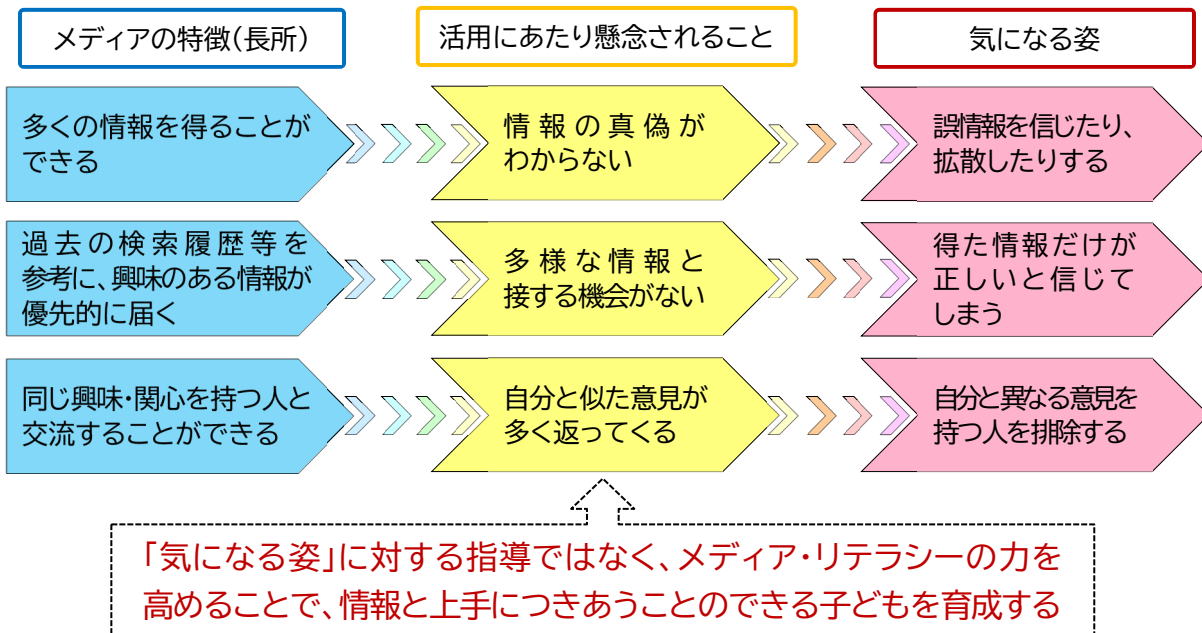 メディアの特徴(長所)
活用にあたり懸念されること
気になる姿
多くの情報を得ることが
できる
情報の真偽が
わからない
誤情報を信じたり、
拡散したりする
過去の検索履歴等を
参考に、興味のある情報が
優先的に届く
多様な情報と
接する機会がない
得た情報だけが
正しいと信じて
しまう
同じ興味・関心を持つ人と
交流することができる
自分と似た意見が
多く返ってくる
自分と異なる意見を
持つ人を排除する
「気になる姿」に対する指導ではなく、メディア・リテラシーの力を
高めることで、情報と上手につきあうことのできる子どもを育成する